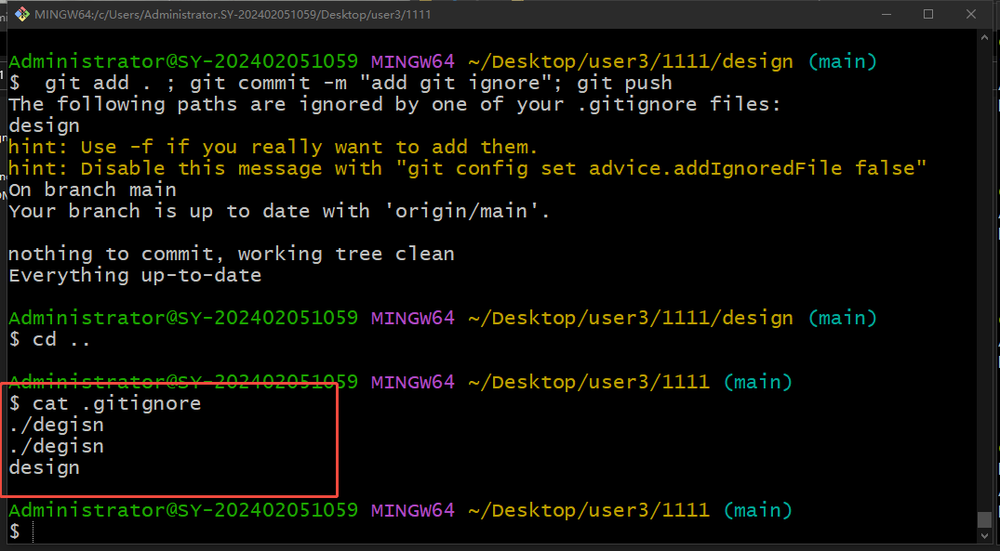 MINGW64:/c/Users/Administrator.SY-202402051059/Desktop/user3/1111
Administrator@SY-202402051059 MINGW64 ~/Desktop/user3/1111/design (main)
$  git add . ; git commit -m "add git ignore"; git push
The following paths are ignored by one of your .gitignore files:
design
hint: Use -f if you really want to add them.
hint: Disable this message with "git config set advice.addIgnoredFile false"
On branch main
Your branch is up to date with 'origin/main'.
nothing to commit, working tree clean
Everything up-to-date
Administrator@SY-202402051059 MINGW64 ~/Desktop/user3/1111/design (main)
$ cd ..
Administrator@SY-202402051059 MINGW64 ~/Desktop/user3/1111 (main)
$ cat .gitignore
./degisn
./degisn
design
Administrator@SY-202402051059 MINGW64 ~/Desktop/user3/1111 (main)
$